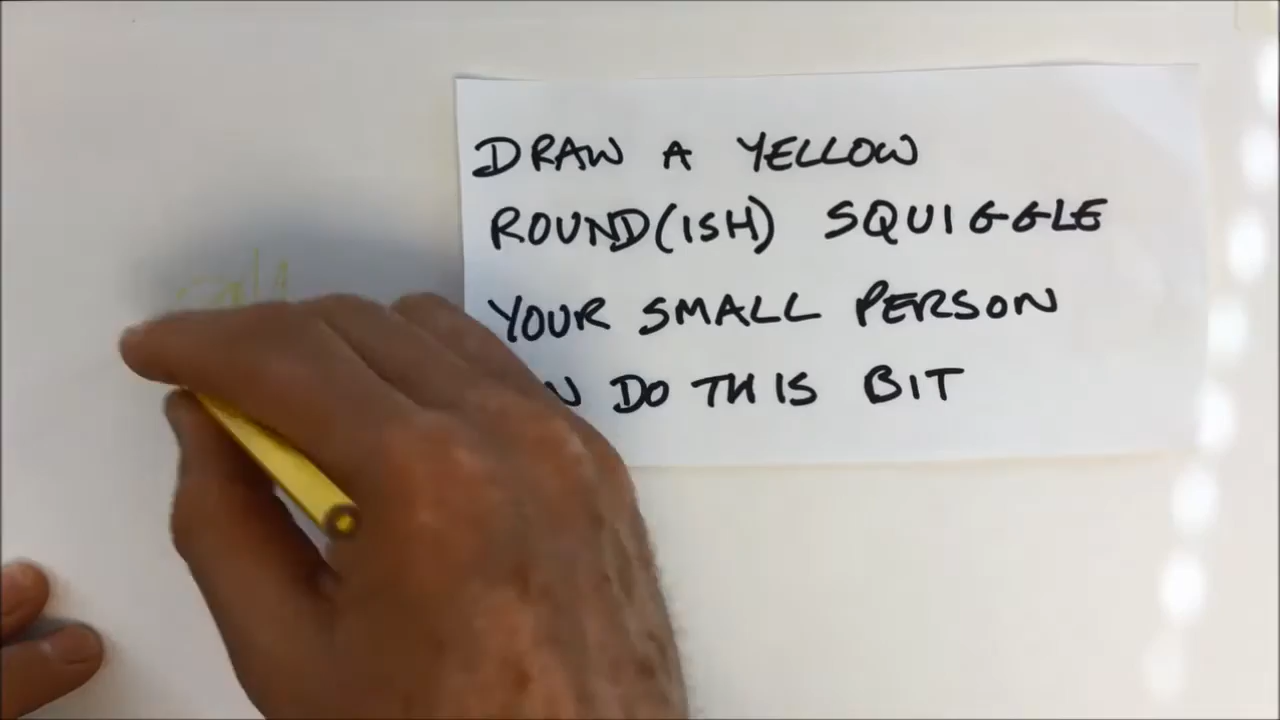 DRAW A YELLOW
ROUND(ISH) SQUIGGLE
YOUR SMALL PERSON
DO THIS BIT